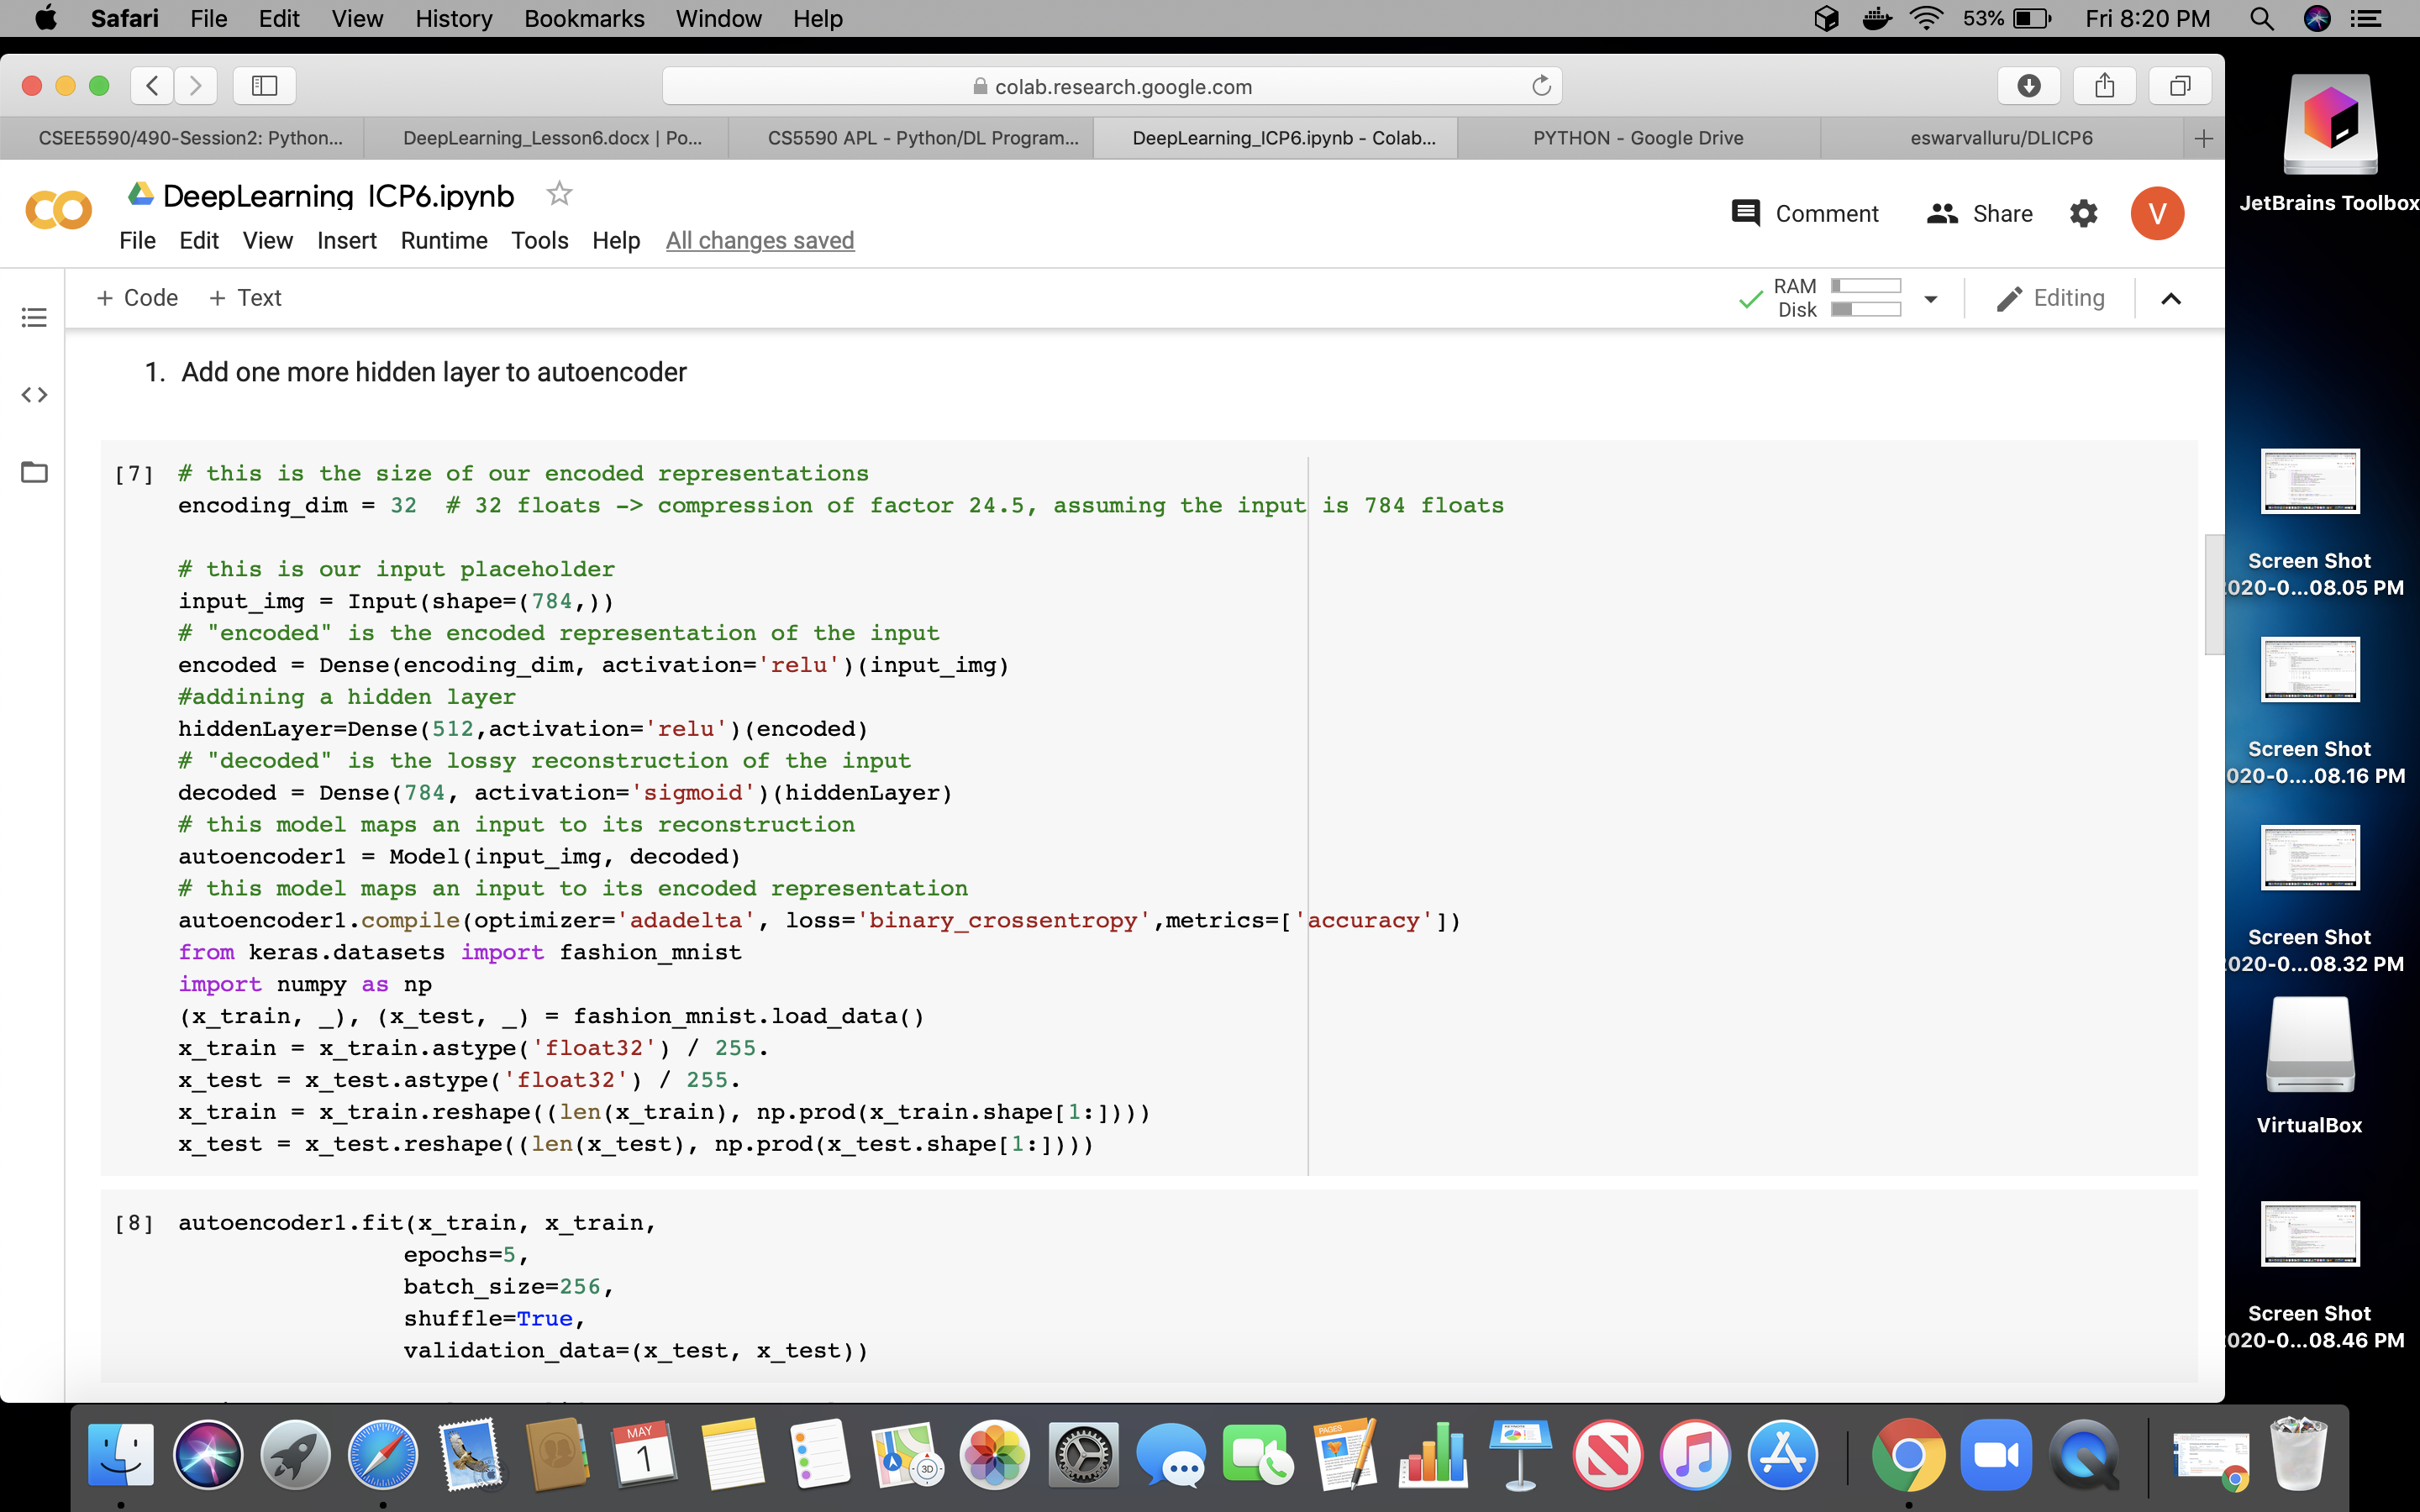 Safari File Edit View History Bookmarks Window Help 53% Fri 8:20 PM
colab.research.google.com
CSEE5590/490-Session2: Python... DeepLearning_Lesson6.docx | Po... CS5590 APL - Python/DL Program... DeepLearning_ICP6.ipynb - Colab... PYTHON - Google Drive eswarvalluru/DLICP6
DeepLearning_ICP6.ipynb
Comment Share V
File Edit View Insert Runtime Tools Help All changes saved
+ Code + Text
RAM
Disk
Editing
1. Add one more hidden layer to autoencoder
[7] # this is the size of our encoded representations
encoding_dim = 32  # 32 floats -> compression of factor 24.5, assuming the input is 784 floats
# this is our input placeholder
input_img = Input(shape=(784,))
# "encoded" is the encoded representation of the input
encoded = Dense(encoding_dim, activation='relu')(input_img)
#addining a hidden layer
hiddenLayer=Dense(512,activation='relu')(encoded)
# "decoded" is the lossy reconstruction of the input
decoded = Dense(784, activation='sigmoid')(hiddenLayer)
# this model maps an input to its reconstruction
autoencoder1 = Model(input_img, decoded)
# this model maps an input to its encoded representation
autoencoder1.compile(optimizer='adadelta', loss='binary_crossentropy',metrics=['accuracy'])
from keras.datasets import fashion_mnist
import numpy as np
(x_train, _), (x_test, _) = fashion_mnist.load_data()
x_train = x_train.astype('float32') / 255.
x_test = x_test.astype('float32') / 255.
x_train = x_train.reshape((len(x_train), np.prod(x_train.shape[1:])))
x_test = x_test.reshape((len(x_test), np.prod(x_test.shape[1:])))
[8] autoencoder1.fit(x_train, x_train,
epochs=5,
batch_size=256,
shuffle=True,
validation_data=(x_test, x_test))
JetBrains Toolbox
Screen Shot
2020-0...08.05 PM
Screen Shot
020-0....08.16 PM
Screen Shot
2020-0...08.32 PM
VirtualBox
Screen Shot
2020-0...08.46 PM
MAY
1
3D
PAGES